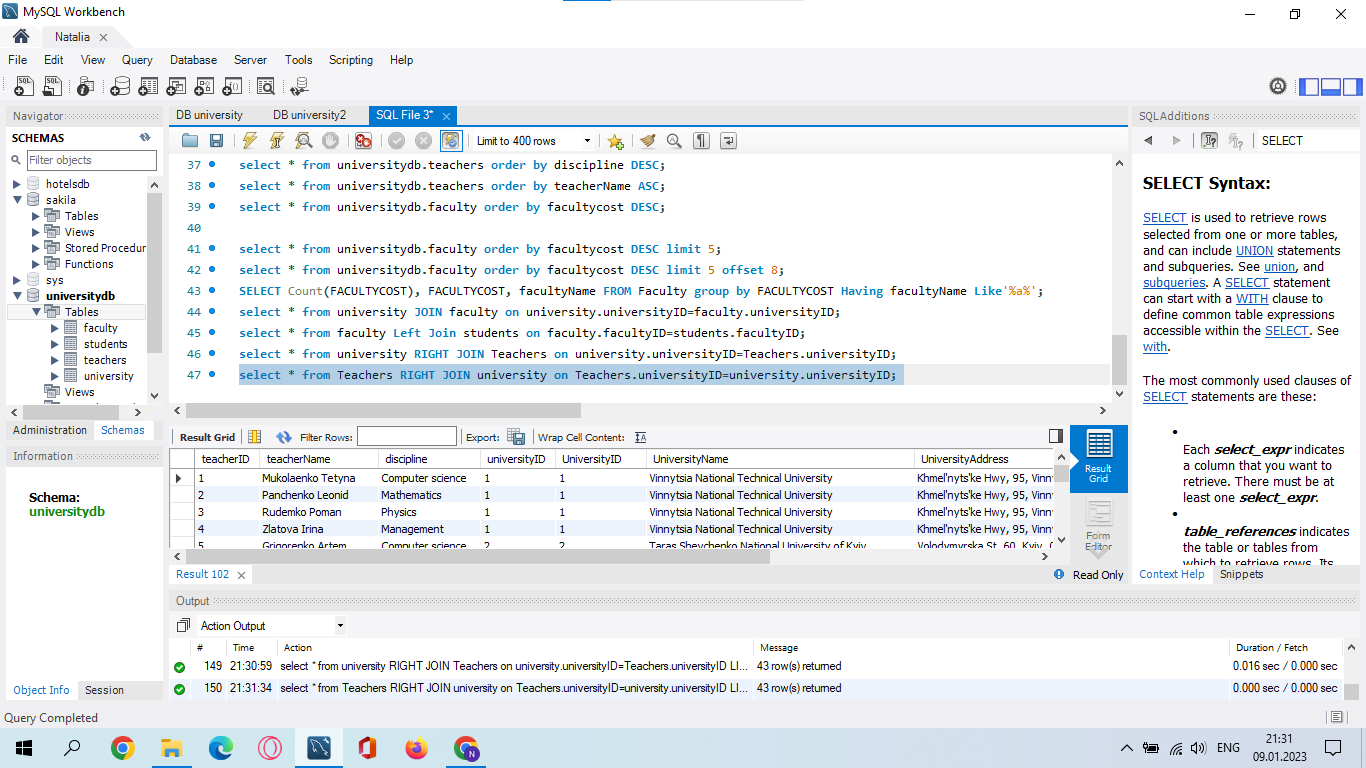 MySQL Workbench
Natalia
File Edit View Query Database Server Tools Scripting Help
Navigator
SCHEMAS
Filter objects
hotelsdb
sakila
Tables
Views
Stored Procedur
Functions
sys
universitydb
Tables
faculty
students
teachers
university
Views
Administration Schemas
Information
Schema:
universitydb
Object Info Session
DB university DB university2 SQL File 3*
Limit to 400 rows
37 select * from universitydb.teachers order by discipline DESC;
38 select * from universitydb.teachers order by teacherName ASC;
39 select * from universitydb.faculty order by facultycost DESC;
40
41 select * from universitydb.faculty order by facultycost DESC limit 5;
42 select * from universitydb.faculty order by facultycost DESC limit 5 offset 8;
43 SELECT Count(FACULTYCOST), FACULTYCOST, facultyName FROM Faculty group by FACULTYCOST Having facultyName Like'%a%';
44 select * from university JOIN faculty on university.universityID=faculty.universityID;
45 select * from faculty Left Join students on faculty.facultyID=students.facultyID;
46 select * from university RIGHT JOIN Teachers on university.universityID=Teachers.universityID;
47 select * from Teachers RIGHT JOIN university on Teachers.universityID=university.universityID;
Result Grid Filter Rows: Export: Wrap Cell Content:
teacherID teacherName discipline universityID UniversityID UniversityName UniversityAddress
1 Mukolaenko Tetyna Computer science 1 1 Vinnytsia National Technical University Khmel'nyts'ke Hwy, 95, Vinn
2 Panchenko Leonid Mathematics 1 1 Vinnytsia National Technical University Khmel'nyts'ke Hwy, 95, Vinn
3 Rudemko Poman Physics 1 1 Vinnytsia National Technical University Khmel'nyts'ke Hwy, 95, Vinn
4 Zlatova Irina Management 1 1 Vinnytsia National Technical University Khmel'nyts'ke Hwy, 95, Vinn
5 Grigorenko Artem Computer science 2 2 Taras Shevchenko National University of Kyiv Volodymyrska St, 60, Kyiv,
Result Grid
Form Editor
Result 102
Read Only
Output
Action Output
# Time Action Message Duration / Fetch
149 21:30:59 select * from university RIGHT JOIN Teachers on university.universityID=Teachers.universityID LI... 43 row(s) returned 0.016 sec / 0.000 sec
150 21:31:34 select * from Teachers RIGHT JOIN university on Teachers.universityID=university.universityID LI... 43 row(s) returned 0.000 sec / 0.000 sec
SQLAdditions
SELECT
SELECT Syntax:
SELECT is used to retrieve rows
selected from one or more tables,
and can include UNION statements
and subqueries. See union, and
subqueries. A SELECT statement
can start with a WITH clause to
define common table expressions
accessible within the SELECT. See
with.
The most commonly used clauses of
SELECT statements are these:
Each select_expr indicates
a column that you want to
retrieve. There must be at
least one select_expr.
table_references indicates
the table or tables from
which to retrieve rows. Its
Context Help Snippets
Query Completed
ENG
21:31
09.01.2023